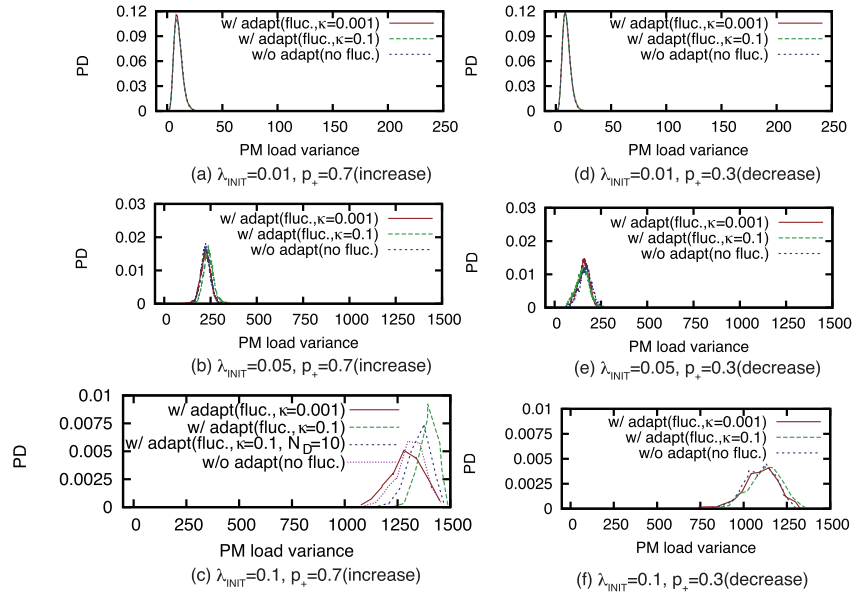 0.12
0.09
0.06
0.03
0
PD
w/ adapt(fluc.,κ=0.001)
w/ adapt(fluc.,κ=0.1)
w/o adapt(no fluc.)
0 50 100 150 200 250
PM load variance
(a) λINIT=0.01, p+=0.7(increase)
0.12
0.09
0.06
0.03
0
PD
w/ adapt(fluc.,κ=0.001)
w/ adapt(fluc.,κ=0.1)
w/o adapt(no fluc.)
0 50 100 150 200 250
PM load variance
(d) λINIT=0.01, p+=0.3(decrease)
0.03
0.02
0.01
0
PD
w/ adapt(fluc.,κ=0.001)
w/ adapt(fluc.,κ=0.1)
w/o adapt(no fluc.)
0 250 500 750 1000 1250 1500
PM load variance
(b) λINIT=0.05, p+=0.7(increase)
0.03
0.02
0.01
0
PD
w/ adapt(fluc.,κ=0.001)
w/ adapt(fluc.,κ=0.1)
w/o adapt(no fluc.)
0 250 500 750 1000 1250 1500
PM load variance
(e) λINIT=0.05, p+=0.3(decrease)
0.01
0.0075
0.005
0.0025
0
PD
w/ adapt(fluc., κ=0.001)
w/ adapt(fluc., κ=0.1)
w/ adapt(fluc., κ=0.1, ND=10)
w/o adapt(no fluc.)
0 250 500 750 1000 1250 1500
PM load variance
(c) λINIT=0.1, p+=0.7(increase)
0.01
0.0075
0.005
0.0025
0
PD
w/ adapt(fluc.,κ=0.001)
w/ adapt(fluc.,κ=0.1)
w/o adapt(no fluc.)
0 250 500 750 1000 1250 1500
PM load variance
(f) λINIT=0.1, p+=0.3(decrease)